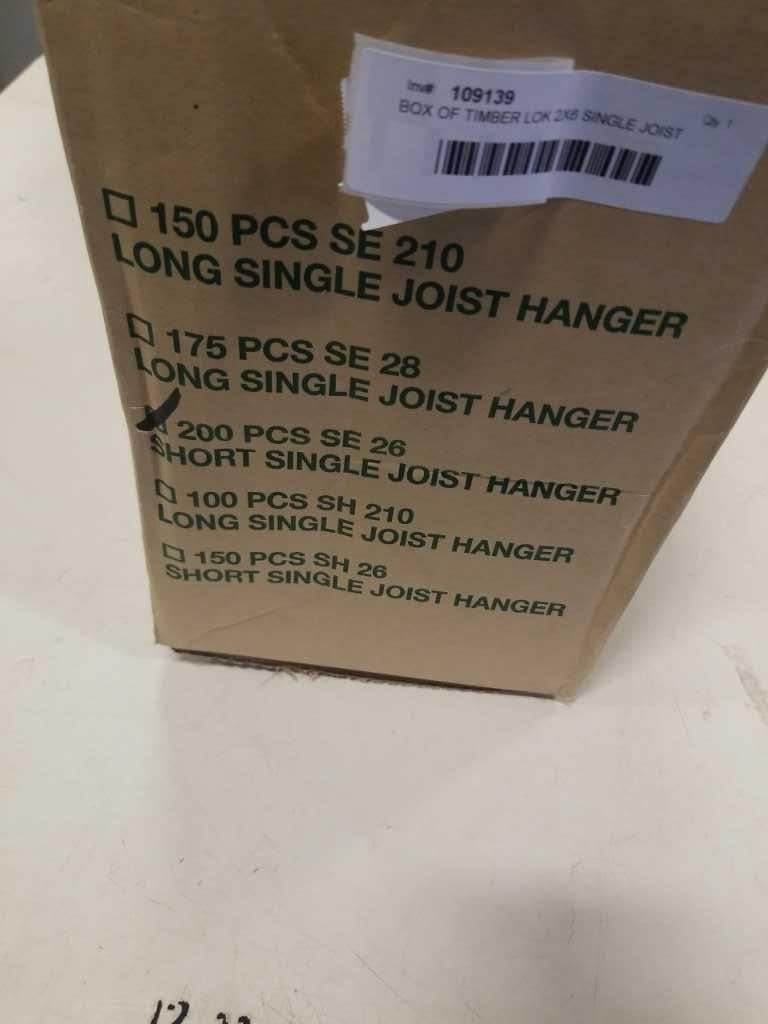 Inv# 109139
BOX OF TIMBER LOK 2X6 SINGLE JOIST
Qty 1
150 PCS SE 210
LONG SINGLE JOIST HANGER
175 PCS SE 28
LONG SINGLE JOIST HANGER
200 PCS SE 26
SHORT SINGLE JOIST HANGER
100 PCS SH 210
LONG SINGLE JOIST HANGER
150 PCS SH 26
SHORT SINGLE JOIST HANGER